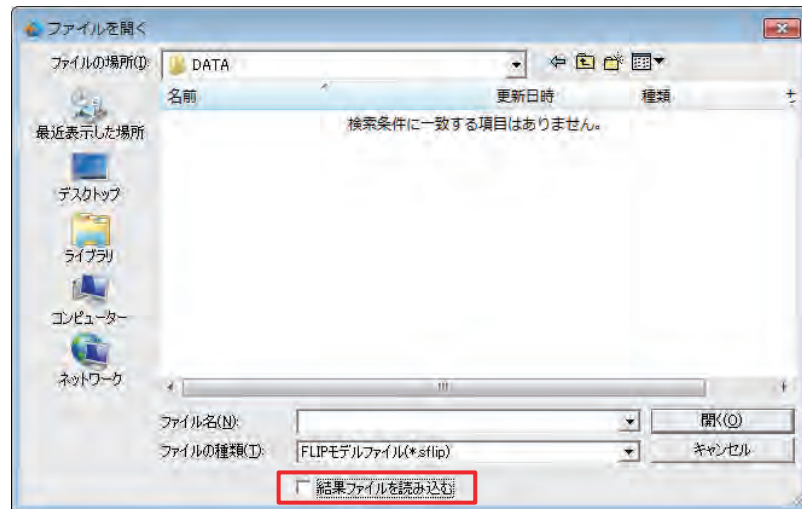 ファイルを開く
ファイルの場所(I): DATA
名前 更新日時 種類
検索条件に一致する項目はありません。
最近表示した場所
デスクトップ
ライブラリ
コンピューター
ネットワーク
ファイル名(N): 開く(O)
ファイルの種類(T): FLIPモデルファイル(*.sflip) キャンセル
結果ファイルを読み込む